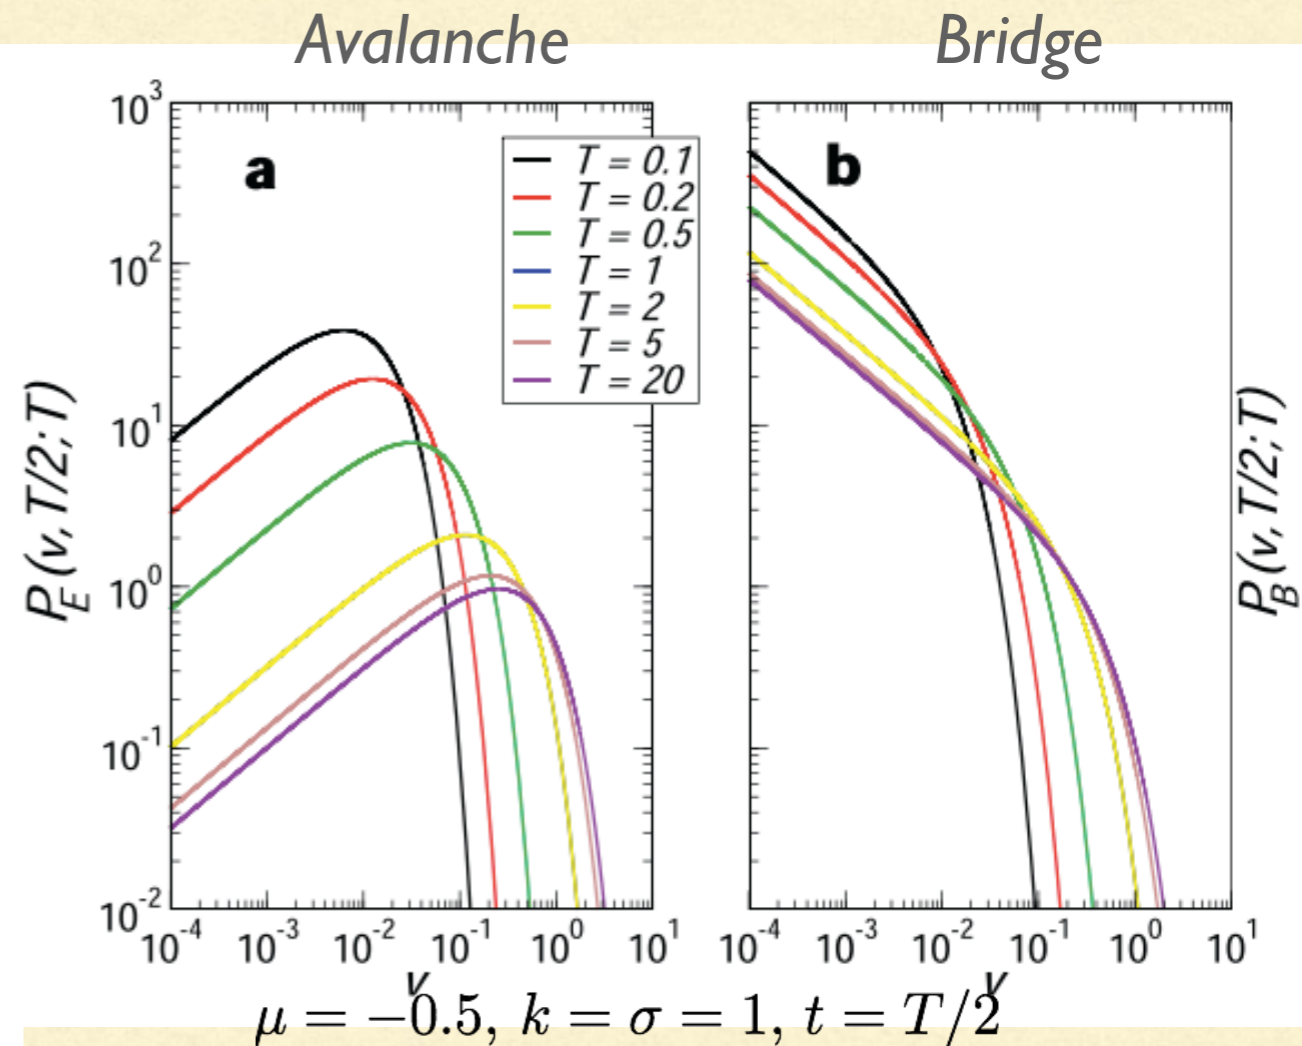 Avalanche
Bridge
a
b
T = 0.1
T = 0.2
T = 0.5
T = 1
T = 2
T = 5
T = 20
10^3
10^2
10^1
10^0
10^-1
10^-2
P_E(v, T/2; T)
P_B(v, T/2; T)
10^-4 10^-3 10^-2 10^-1 10^0 10^1
10^-4 10^-3 10^-2 10^-1 10^0 10^1
v
v
μ = −0.5, k = σ = 1, t = T/2